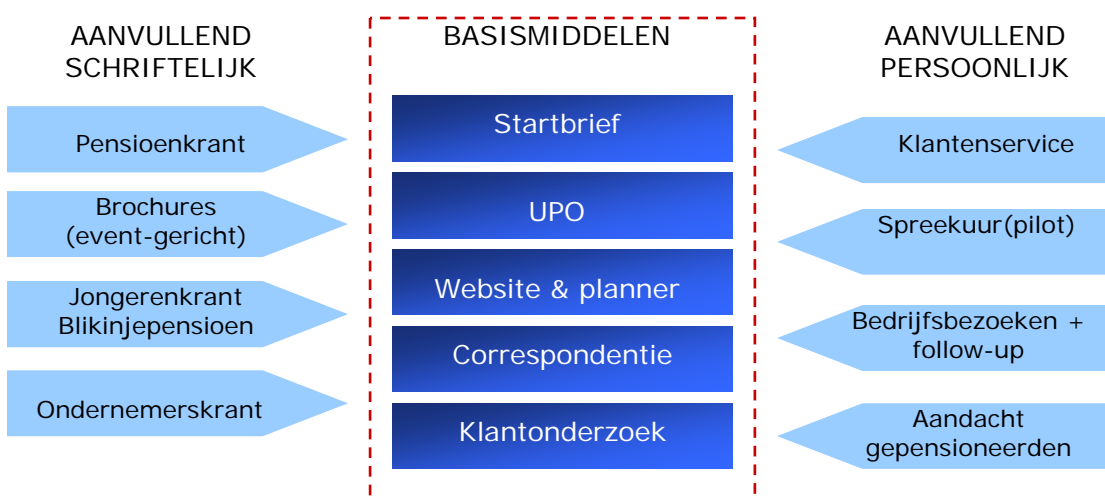 AANVULLEND
SCHRIFTELIJK
Pensioenkrant
Brochures
(event-gericht)
Jongerenkrant
Blikinjepensioen
Ondernemerskrant
BASISMIDDELEN
Startbrief
UPO
Website & planner
Correspondentie
Klantonderzoek
AANVULLEND
PERSOONLIJK
Klantenservice
Spreekuur(pilot)
Bedrijfsbezoeken +
follow-up
Aandacht
gepensioneerden